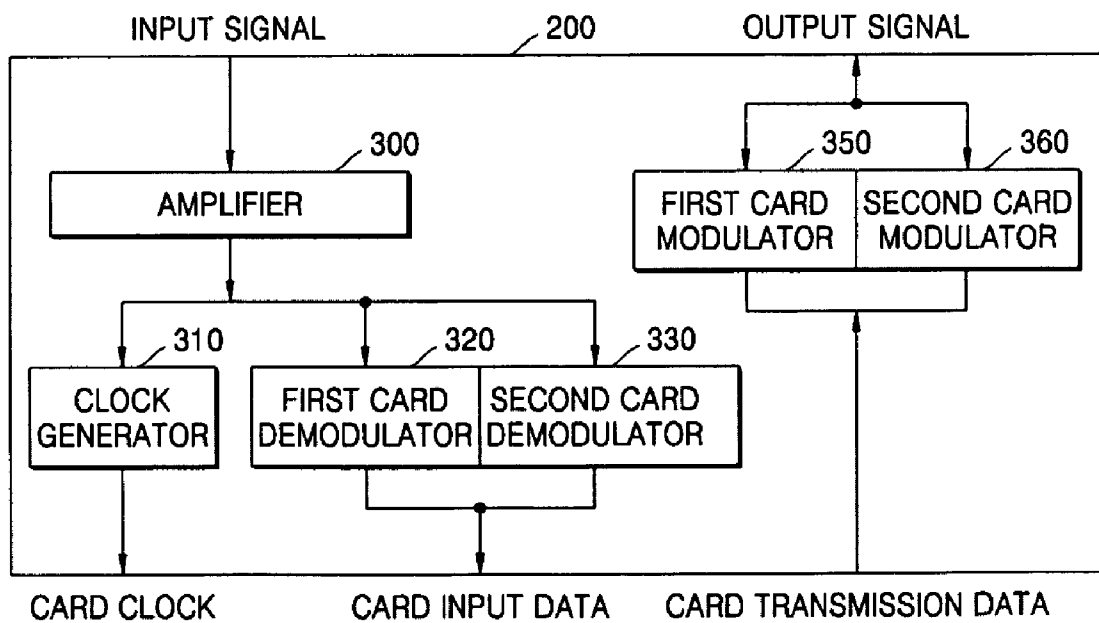 INPUT SIGNAL
200
OUTPUT SIGNAL
300
AMPLIFIER
350
360
FIRST CARD
MODULATOR
SECOND CARD
MODULATOR
310
CLOCK
GENERATOR
320
FIRST CARD
DEMODULATOR
330
SECOND CARD
DEMODULATOR
CARD CLOCK
CARD INPUT DATA
CARD TRANSMISSION DATA